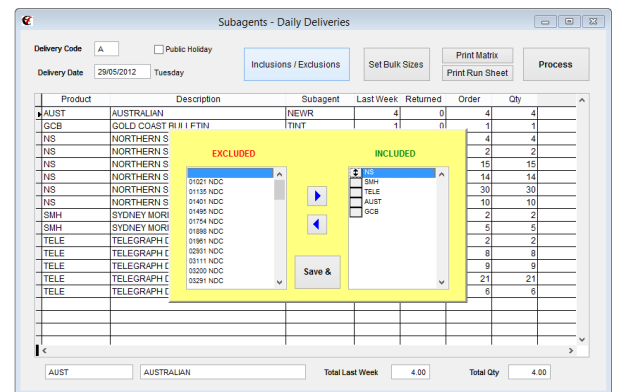 Subagents - Daily Deliveries
Delivery Code A Public Holiday
Inclusions / Exclusions Set Bulk Sizes Print Matrix Print Run Sheet Process
Delivery Date 29/05/2012 Tuesday
Product Description Subagent Last Week Returned Order Qty
AUST AUSTRALIAN NEWR 4 0 4 4
GCB GOLD COAST BULLETIN TINT 1 0 1 1
NS NORTHERN S 4 4
NS NORTHERN S 2 2
NS NORTHERN S 15 15
NS NORTHERN S 14 14
NS NORTHERN S 30 30
NS NORTHERN S 10 10
SMH SYDNEY MORI 2 2
SMH SYDNEY MORI 5 5
TELE TELEGRAPH D 2 2
TELE TELEGRAPH D 8 8
TELE TELEGRAPH D 9 9
TELE TELEGRAPH D 21 21
TELE TELEGRAPH D 6 6
EXCLUDED
01021 NDC
01135 NDC
01401 NDC
01495 NDC
01754 NDC
01898 NDC
01961 NDC
02931 NDC
03111 NDC
03200 NDC
03291 NDC
Save &
INCLUDED
NS
SMH
TELE
AUST
GCB
AUST AUSTRALIAN Total Last Week 4.00 Total Qty 4.00